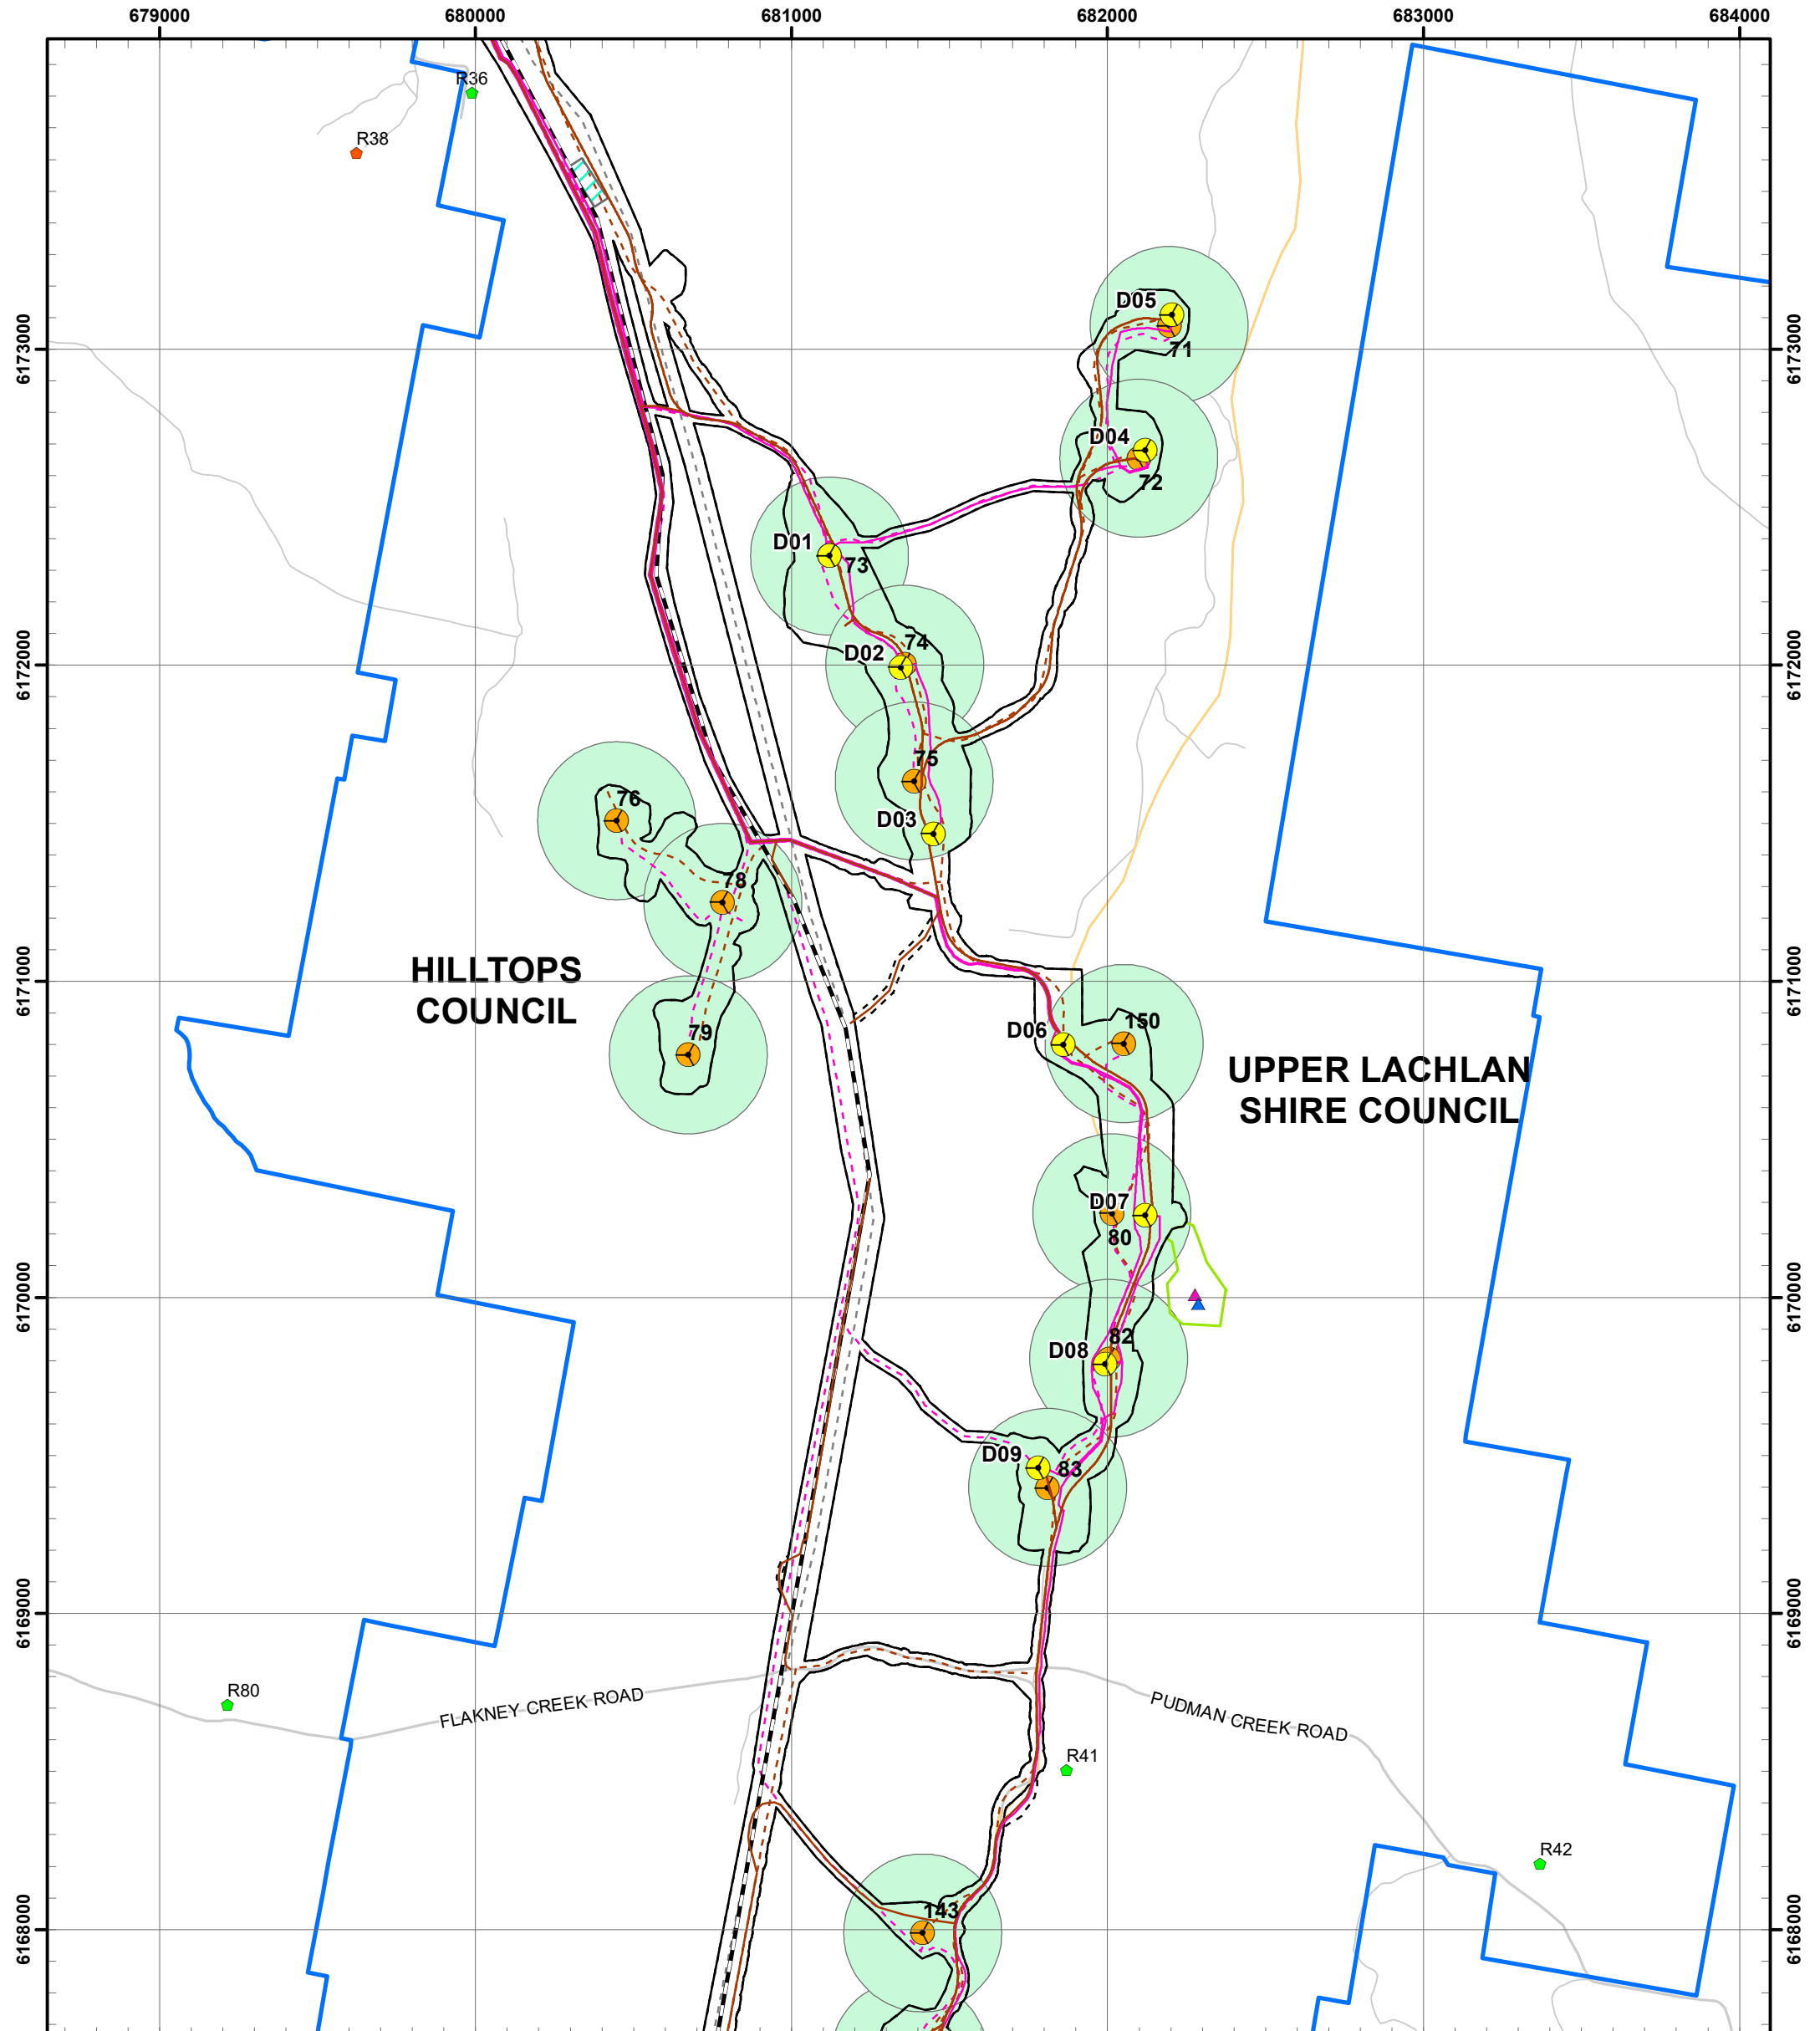 679000 680000 681000 682000 683000 684000
R36
R38
D05
6173000
71
6173000
D04
72
D01
73
74
D02
6172000
6172000
75
76
D03
78
HILLTOPS
COUNCIL
6171000
6171000
79
D06
150
UPPER LACHLAN
SHIRE COUNCIL
D07
80
6170000
6170000
82
D08
D09
83
6169000
6169000
R80
FLAKNEY CREEK ROAD
PUDMAN CREEK ROAD
R41
R42
143
6168000
6168000